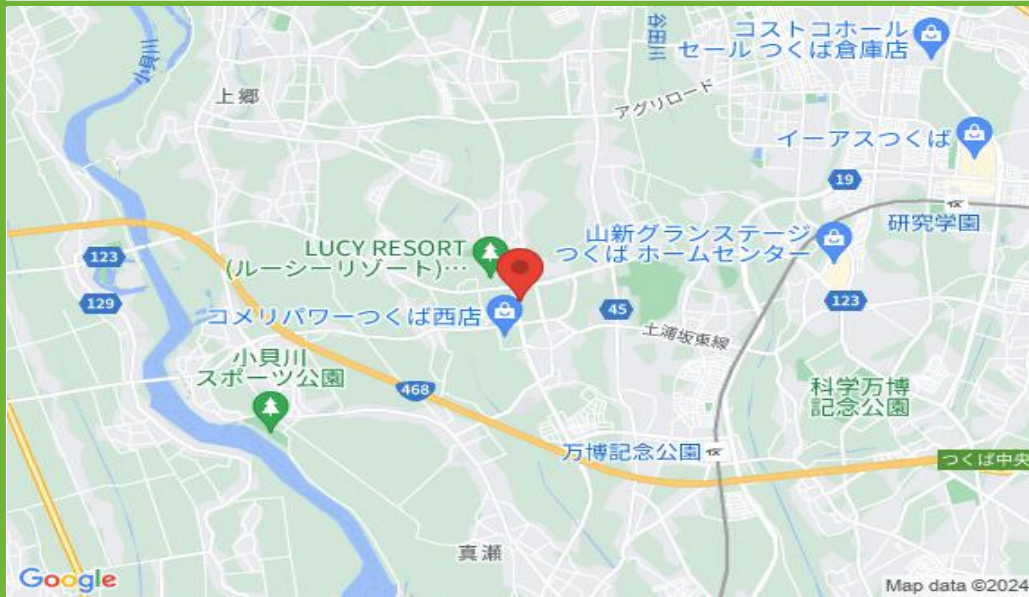 コストコホール
セール つくば倉庫店
谷田川
小貝川
上郷
アグリロード
イーアスつくば
19
研究学園
LUCY RESORT
(ルーシーリゾート)…
山新グランステージ
つくば ホームセンター
123
129
コメリパワーつくば西店
45
123
土浦坂東線
小貝川
スポーツ公園
468
科学万博
記念公園
万博記念公園
つくば中央
真瀬
Google
Map data ©2024